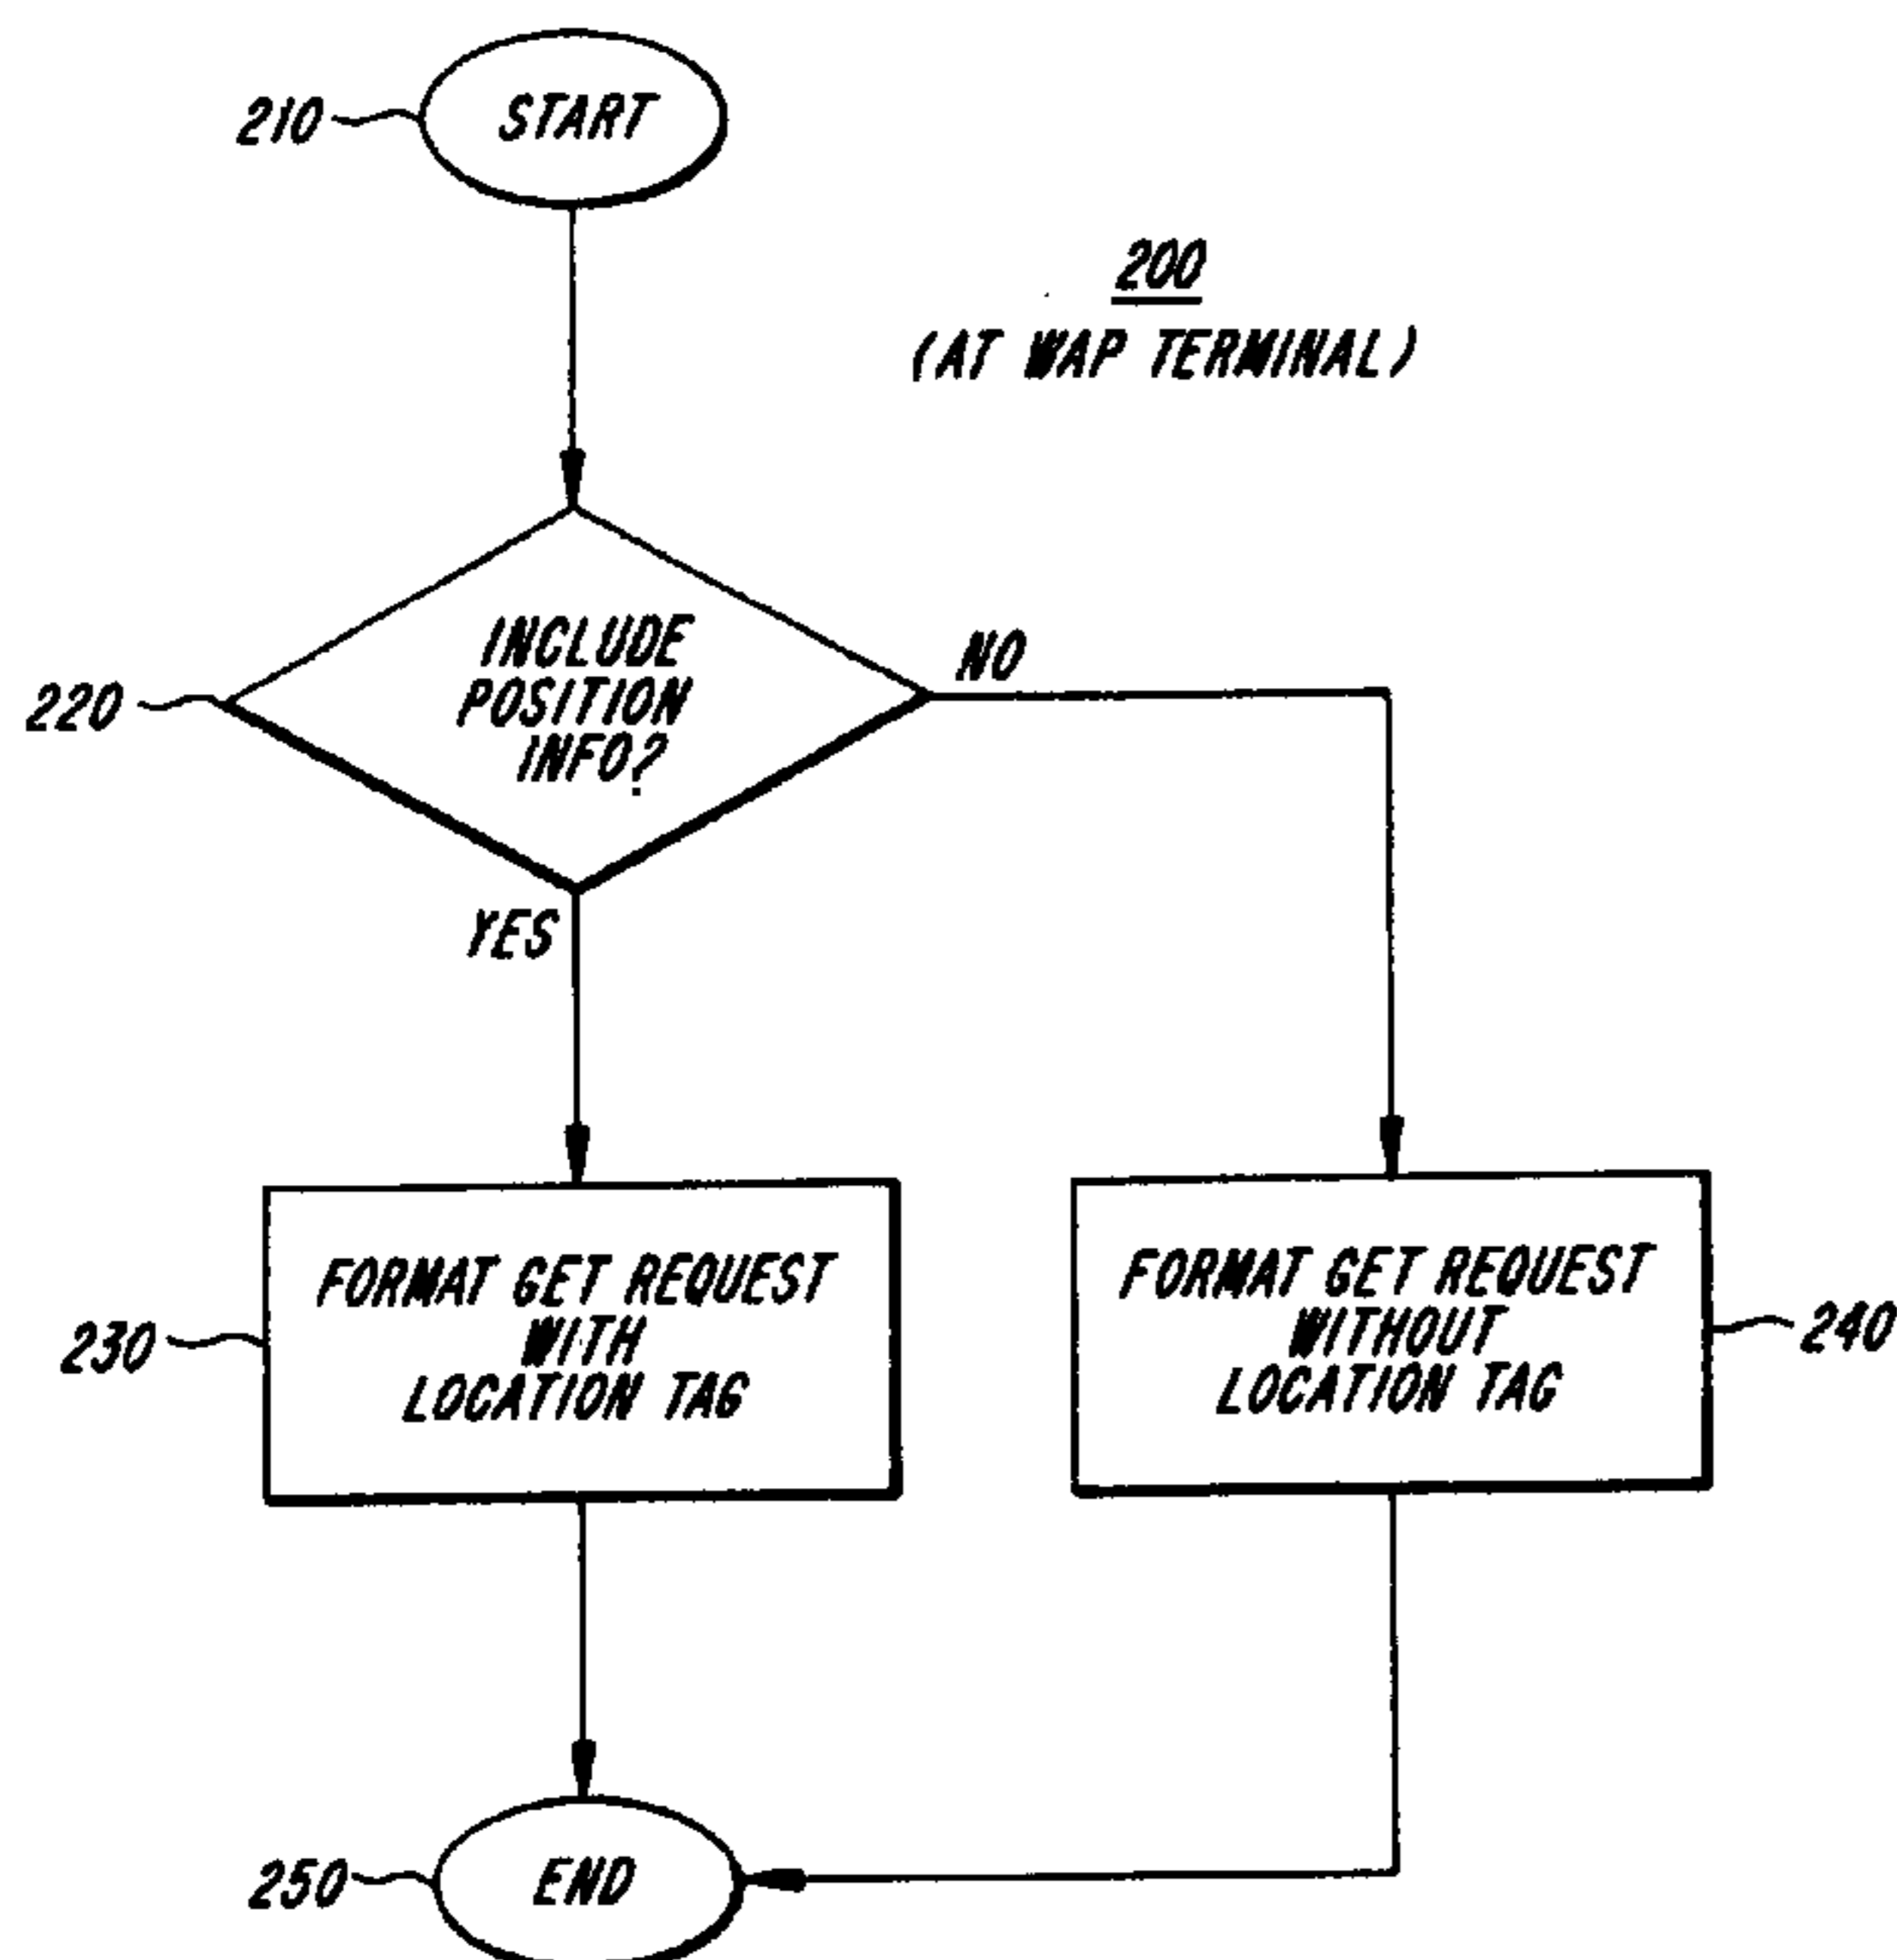 210
START
200
(AT WAP TERMINAL)
INCLUDE
POSITION
INFO?
NO
220
YES
FORMAT GET REQUEST
WITH
LOCATION TAG
230
FORMAT GET REQUEST
WITHOUT
LOCATION TAG
240
250
END